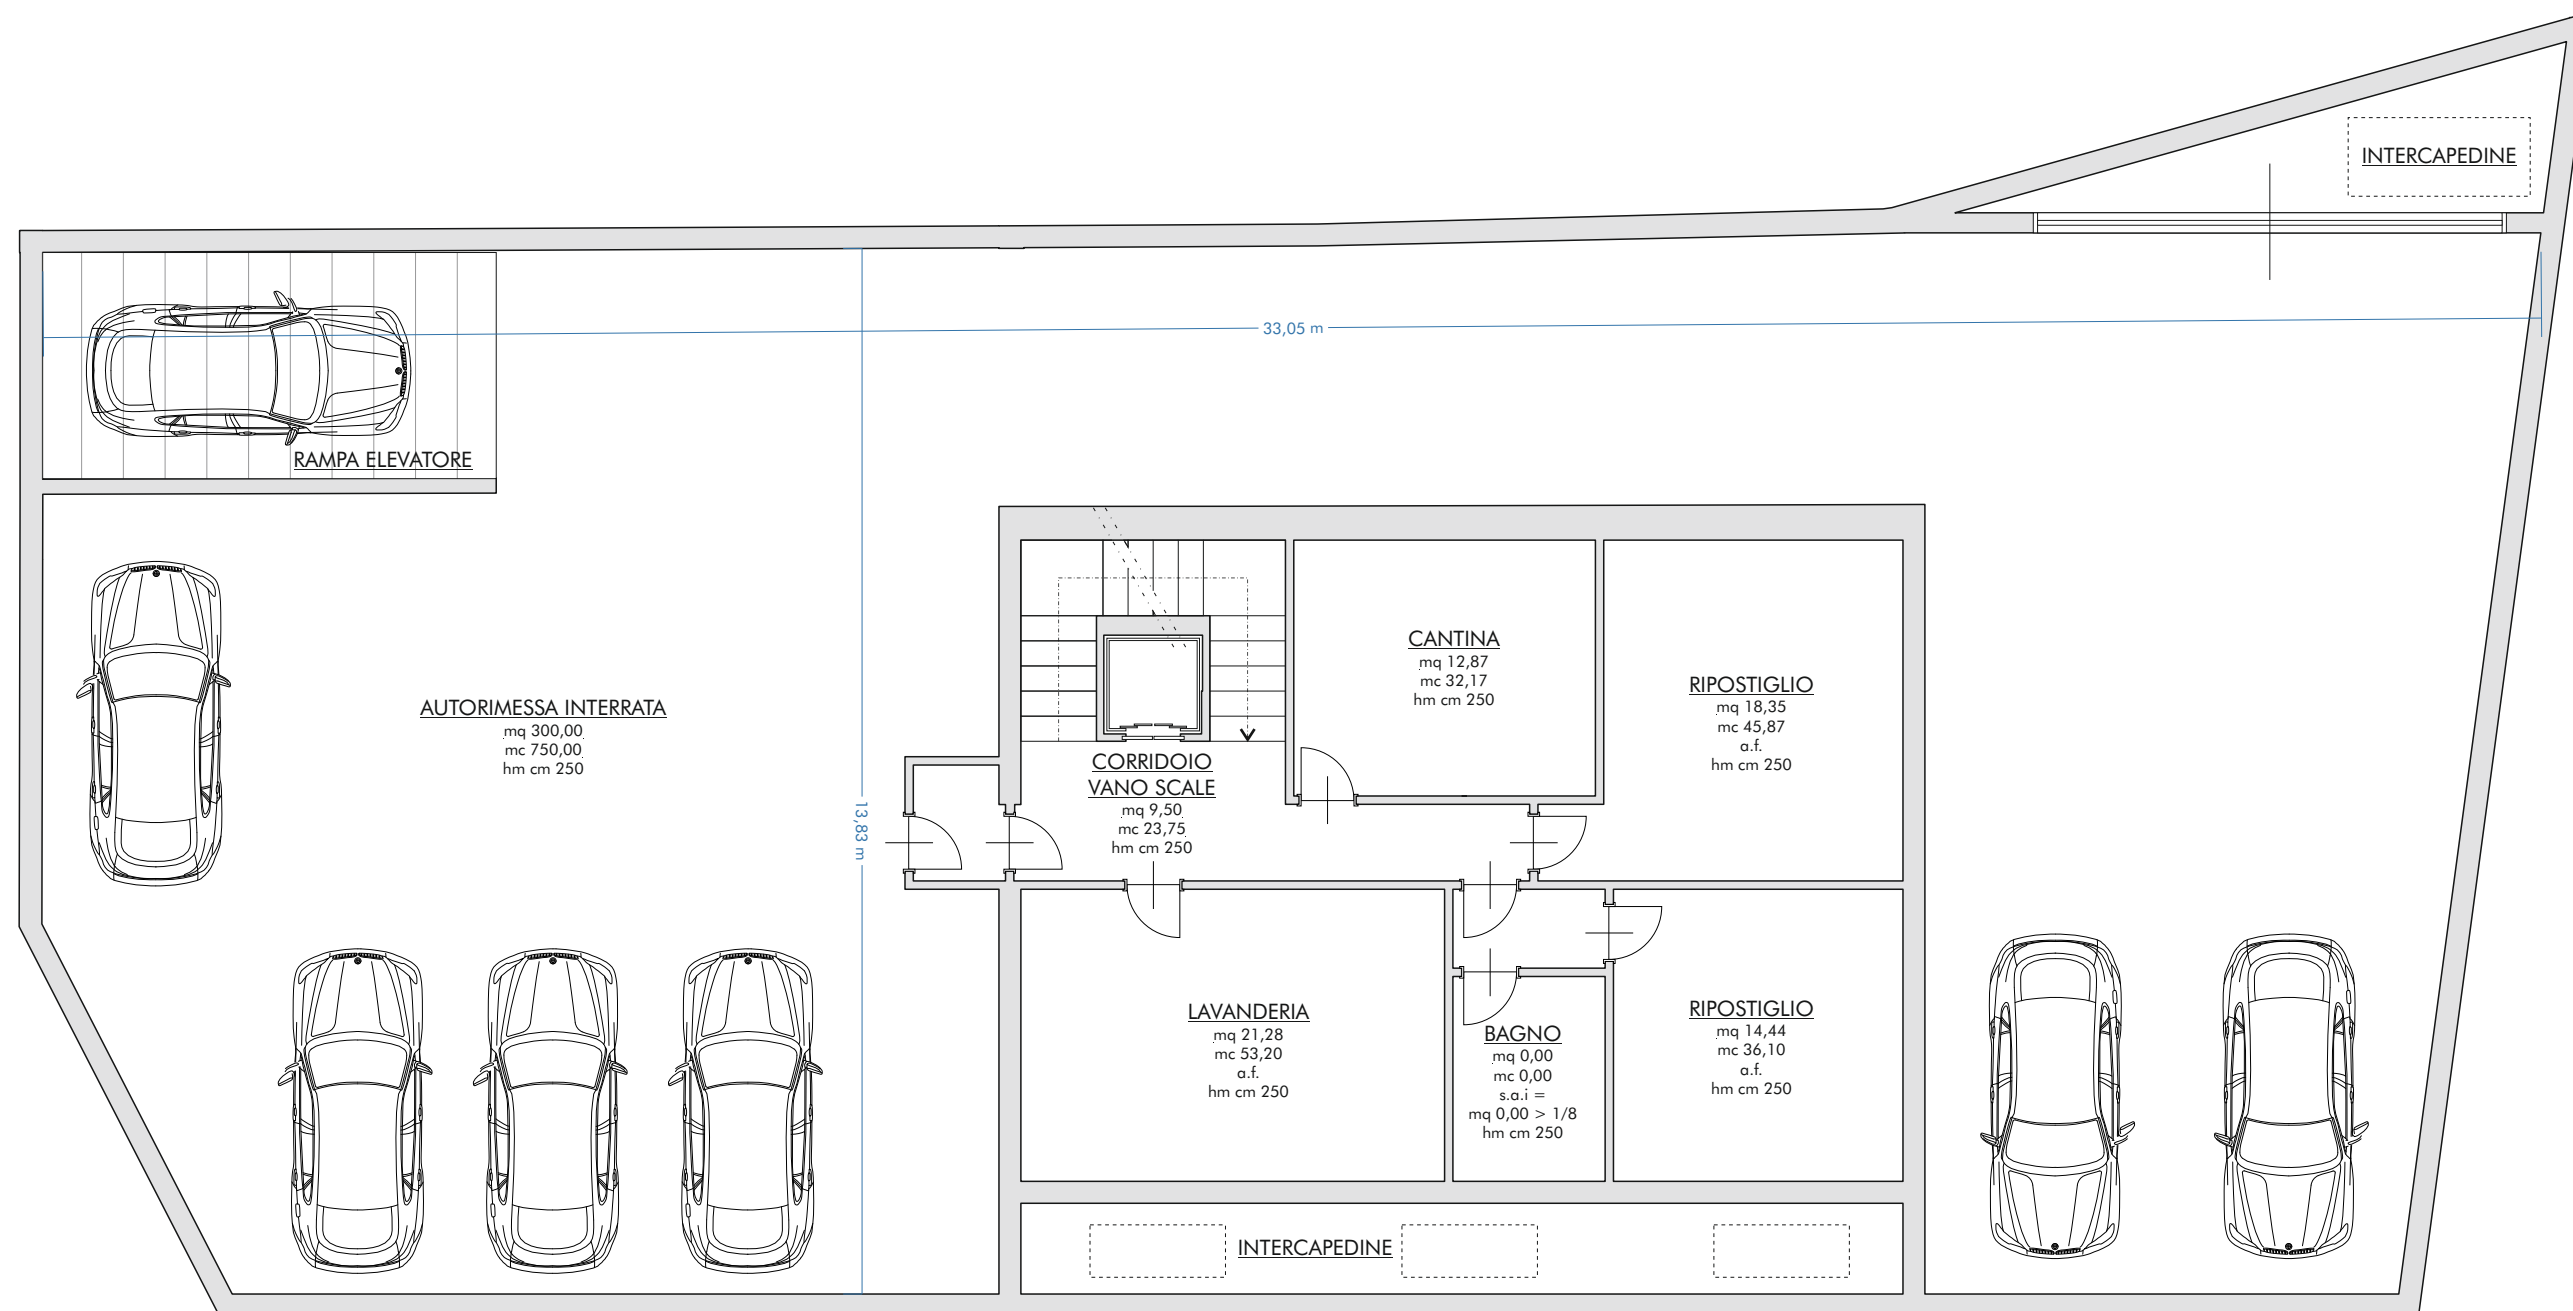 INTERCAPEDINE
33,05 m
RAMPA ELEVATORE
AUTORIMESSA INTERRATA
mq 300,00
mc 750,00
hm cm 250
13,83 m
CORRIDOIO
VANO SCALE
mq 9,50
mc 23,75
hm cm 250
CANTINA
mq 12,87
mc 32,17
hm cm 250
RIPOSTIGLIO
mq 18,35
mc 45,87
a.f.
hm cm 250
LAVANDERIA
mq 21,28
mc 53,20
a.f.
hm cm 250
BAGNO
mq 0,00
mc 0,00
s.a.i =
mq 0,00 > 1/8
hm cm 250
RIPOSTIGLIO
mq 14,44
mc 36,10
a.f.
hm cm 250
INTERCAPEDINE